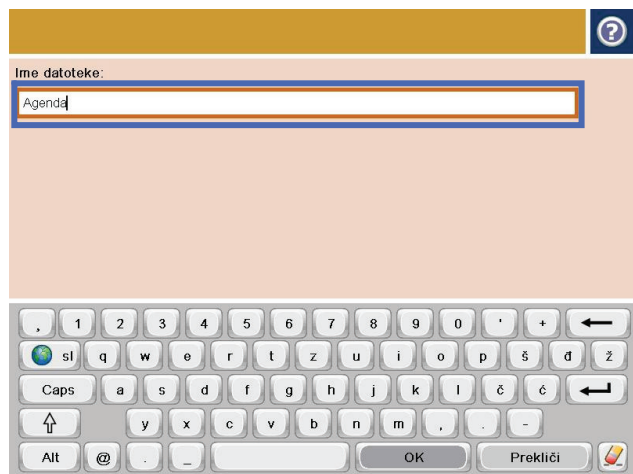 ?
Ime datoteke:
Agenda
, 1 2 3 4 5 6 7 8 9 0 ' +
sl q w e r t z u i o p š đ ž
Caps a s d f g h j k l č ć
y x c v b n m , . -
Alt @ . _ OK Prekliči